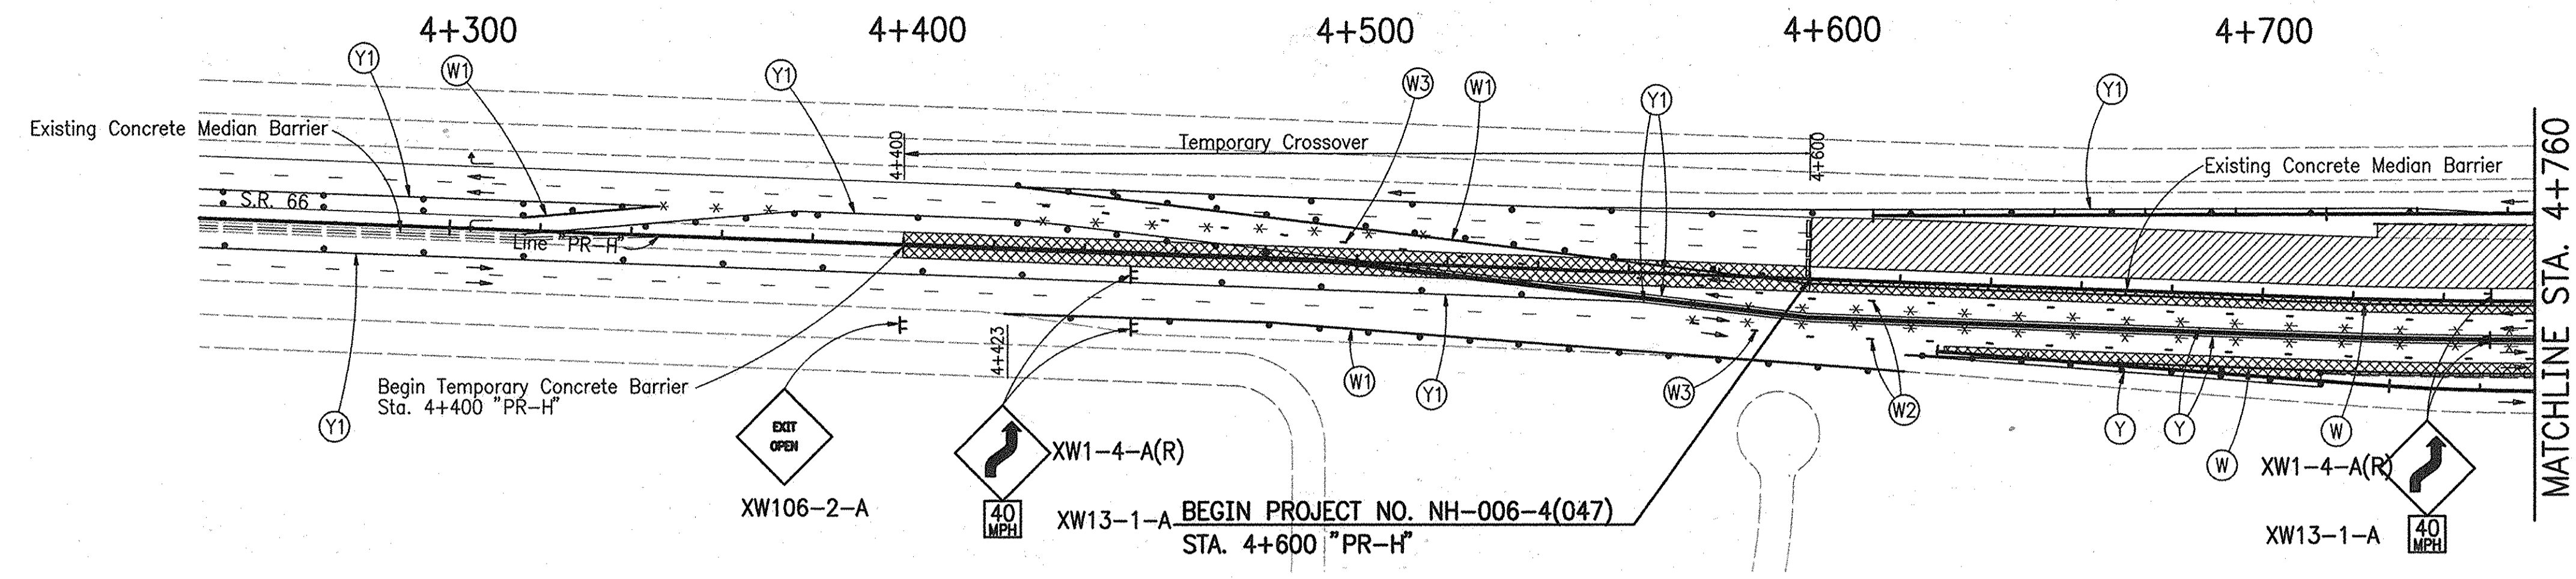 4+300 4+400 4+500 4+600 4+700
Y1 W1 Y1 W3 W1 Y1 Y1
Existing Concrete Median Barrier
4+400
Temporary Crossover
4+600
Existing Concrete Median Barrier
S.R. 66
Line "PR-H"
4+423
MATCHLINE STA. 4+760
Begin Temporary Concrete Barrier
Sta. 4+400 "PR-H"
Y1
W1
Y1
W3
W2
Y
Y
W
W
EXIT
OPEN
XW106-2-A
XW1-4-A(R)
40
MPH
XW13-1-A
BEGIN PROJECT NO. NH-006-4(047)
STA. 4+600 "PR-H"
XW1-4-A(R)
XW13-1-A
40
MPH